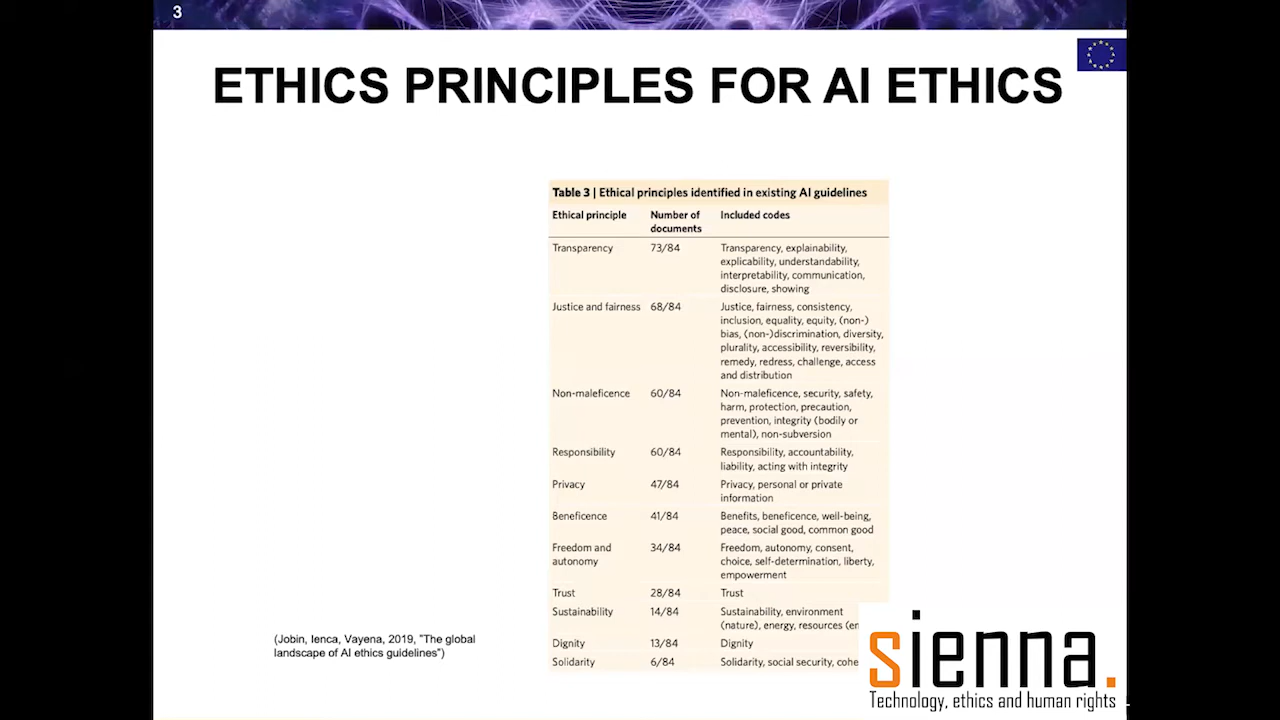 3
ETHICS PRINCIPLES FOR AI ETHICS
Table 3 | Ethical principles identified in existing AI guidelines
Ethical principle Number of documents Included codes
Transparency 73/84 Transparency, explainability,
explicability, understandability,
interpretability, communication,
disclosure, showing
Justice and fairness 68/84 Justice, fairness, consistency,
inclusion, equality, equity, (non-)
bias, (non-)discrimination, diversity,
plurality, accessibility, reversibility,
remedy, redress, challenge, access
and distribution
Non-maleficence 60/84 Non-maleficence, security, safety,
harm, protection, precaution,
prevention, integrity (bodily or
mental), non-subversion
Responsibility 60/84 Responsibility, accountability,
liability, acting with integrity
Privacy 47/84 Privacy, personal or private
information
Beneficence 41/84 Benefits, beneficence, well-being,
peace, social good, common good
Freedom and autonomy 34/84 Freedom, autonomy, consent,
choice, self-determination, liberty,
empowerment
Trust 28/84 Trust
Sustainability 14/84 Sustainability, environment
(nature), energy, resources
Dignity 13/84 Dignity
Solidarity 6/84 Solidarity, social security,
(Jobin, Ienca, Vayena, 2019, "The global
landscape of AI ethics guidelines")
sienna.
Technology, ethics and human rights